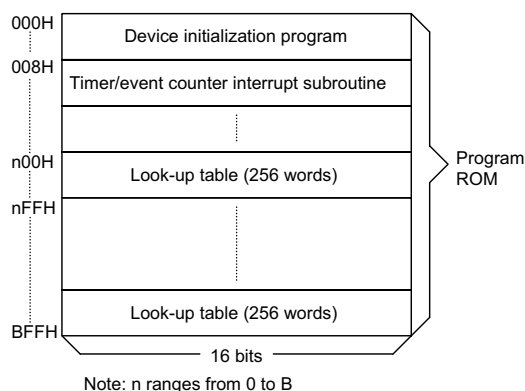 000H
Device initialization program
008H
Timer/event counter interrupt subroutine
n00H
Look-up table (256 words)
nFFH
Program
ROM
Look-up table (256 words)
BFFH
16 bits
Note: n ranges from 0 to B